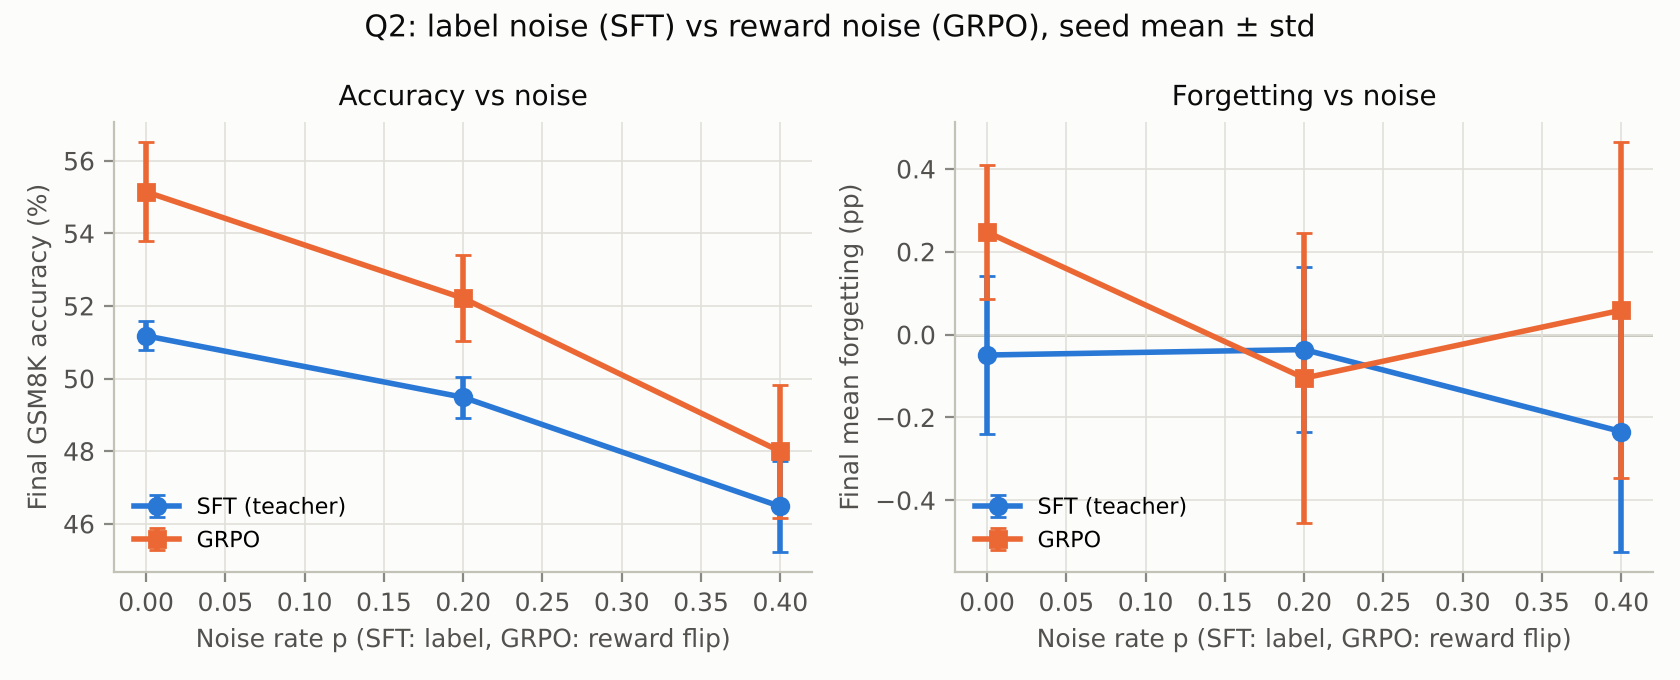 Q2: label noise (SFT) vs reward noise (GRPO), seed mean ± std
Accuracy vs noise
Final GSM8K accuracy (%)
56
54
52
50
48
46
SFT (teacher)
GRPO
0.00 0.05 0.10 0.15 0.20 0.25 0.30 0.35 0.40
Noise rate p (SFT: label, GRPO: reward flip)
Forgetting vs noise
Final mean forgetting (pp)
0.4
0.2
0.0
−0.2
−0.4
SFT (teacher)
GRPO
0.00 0.05 0.10 0.15 0.20 0.25 0.30 0.35 0.40
Noise rate p (SFT: label, GRPO: reward flip)